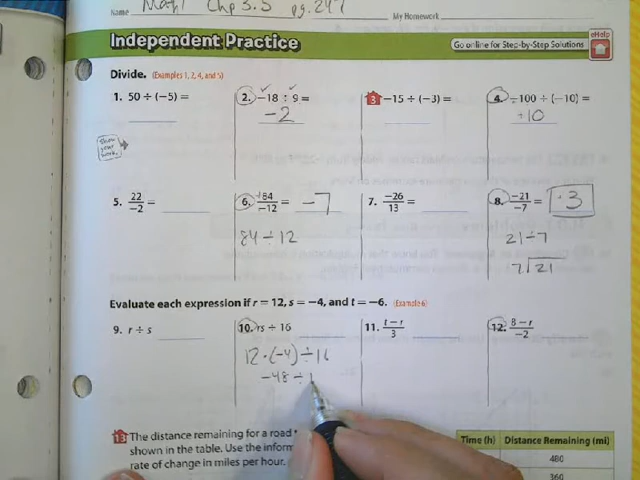 Name Math 1 Chp 3.5 pg. 247
My Homework
Independent Practice
Go online for Step-by-Step Solutions
eHelp
Divide. (Examples 1, 2, 4, and 5)
1. 50 ÷ (−5) =
2. −18 ÷ 9 =
−2
3 −15 ÷ (−3) =
4. −100 ÷ (−10) =
+10
Show your work.
5. 22/−2 =
6. 84/−12 = −7
84 ÷ 12
7. −26/13 =
8. −21/−7 = 3
21 ÷ 7
7 21
Evaluate each expression if r = 12, s = −4, and t = −6. (Example 6)
9. r ÷ s
10. rs ÷ 16
12 · (−4) ÷ 16
−48 ÷ 1
11. t − r/3
12. 8 − r/−2
13 The distance remaining for a road t
shown in the table. Use the inform
rate of change in miles per hour.
Time (h) Distance Remaining (mi)
480
360